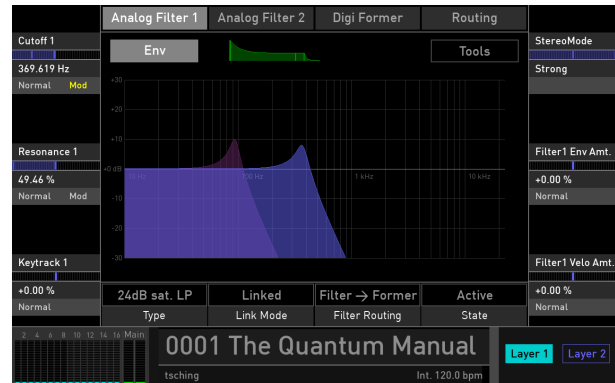 Analog Filter 1 Analog Filter 2 Digi Former Routing
Cutoff 1
369.619 Hz
Normal Mod
Resonance 1
49.46 %
Normal Mod
Keytrack 1
+0.00 %
Normal
Env
Tools
+30
+20
+10
+0 dB
-10
-20
-30
1 kHz
10 kHz
StereoMode
Strong
Filter1 Env Amt.
+0.00 %
Normal
Filter1 Velo Amt.
+0.00 %
Normal
24dB sat. LP Linked Filter → Former Active
Type Link Mode Filter Routing State
2 4 6 8 10 12 14 16 Main
0001 The Quantum Manual
tsching Int. 120.0 bpm
Layer 1 Layer 2